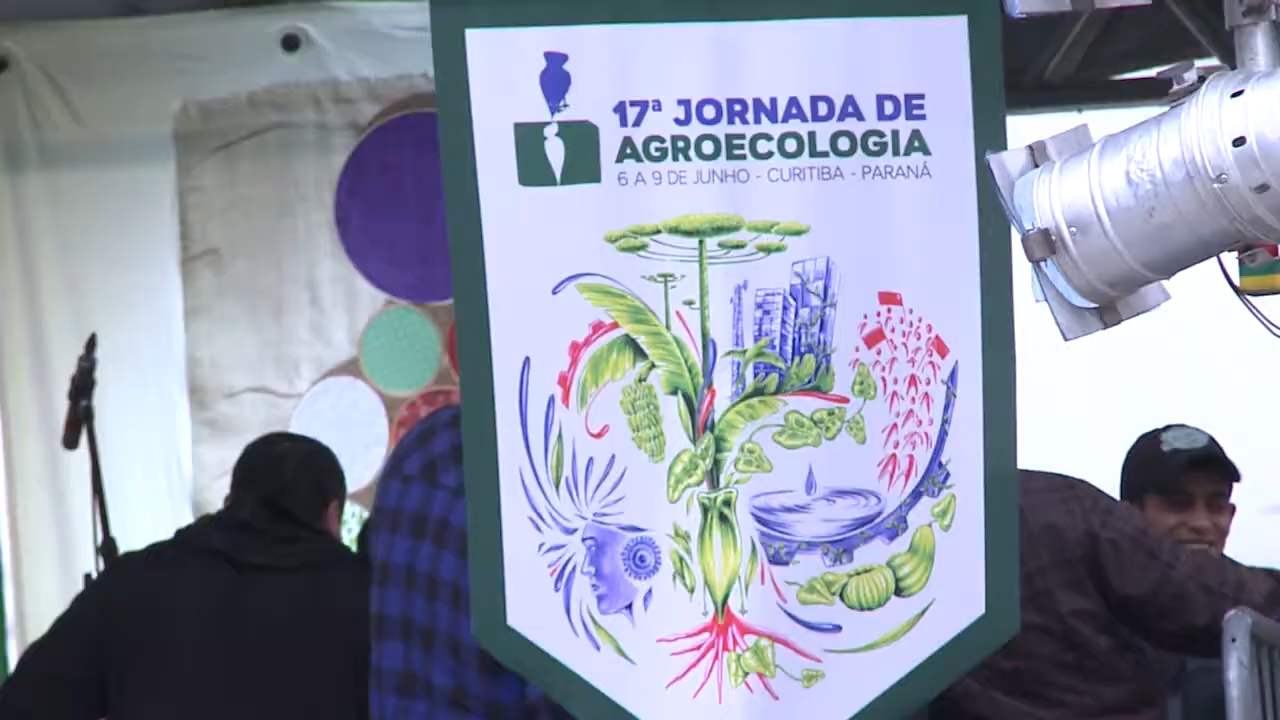 17ª JORNADA DE
AGROECOLOGIA
6 A 9 DE JUNHO - CURITIBA - PARANÁ